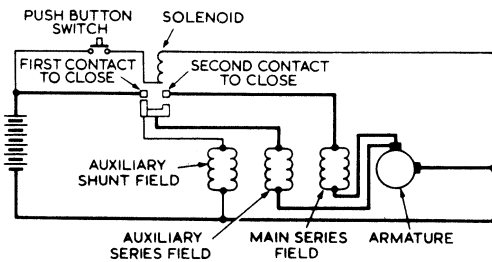 PUSH BUTTON
SWITCH
SOLENOID
FIRST CONTACT
TO CLOSE
SECOND CONTACT
TO CLOSE
AUXILIARY
SHUNT FIELD
AUXILIARY
SERIES FIELD
MAIN SERIES
FIELD
ARMATURE